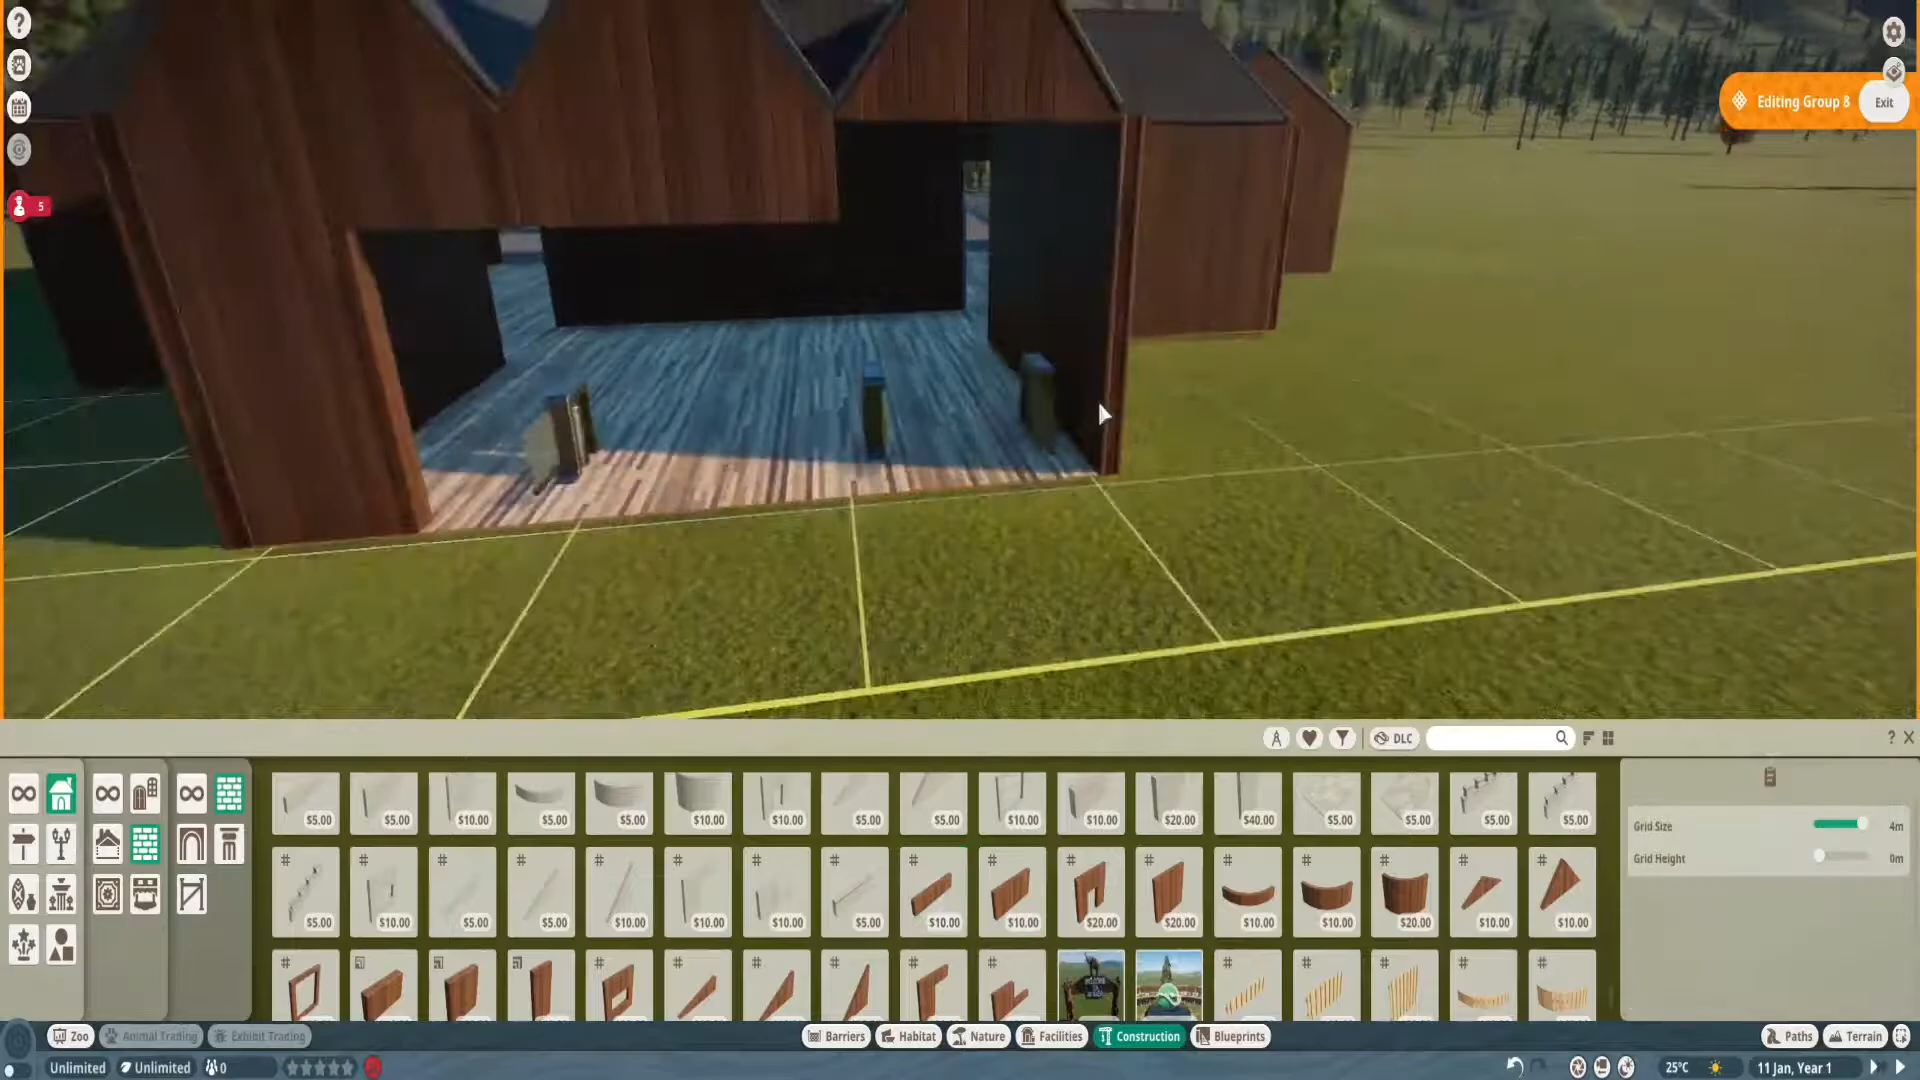 ?
Editing Group 8
Exit
5
DLC
?
$5.00 $5.00 $10.00 $5.00 $5.00 $10.00 $10.00 $5.00 $5.00 $10.00 $10.00 $20.00 $40.00 $5.00 $5.00 $5.00 $5.00
Grid Size 4m
Grid Height 0m
# # # # # # # # # # # # # # # # #
$5.00 $10.00 $5.00 $5.00 $10.00 $10.00 $10.00 $5.00 $10.00 $10.00 $20.00 $20.00 $10.00 $10.00 $20.00 $10.00 $10.00
# # # # # # # # # # # #
Zoo Animal Trading Exhibit Trading Barriers Habitat Nature Facilities Construction Blueprints Paths Terrain
Unlimited Unlimited 0 25°C 11 Jan, Year 1